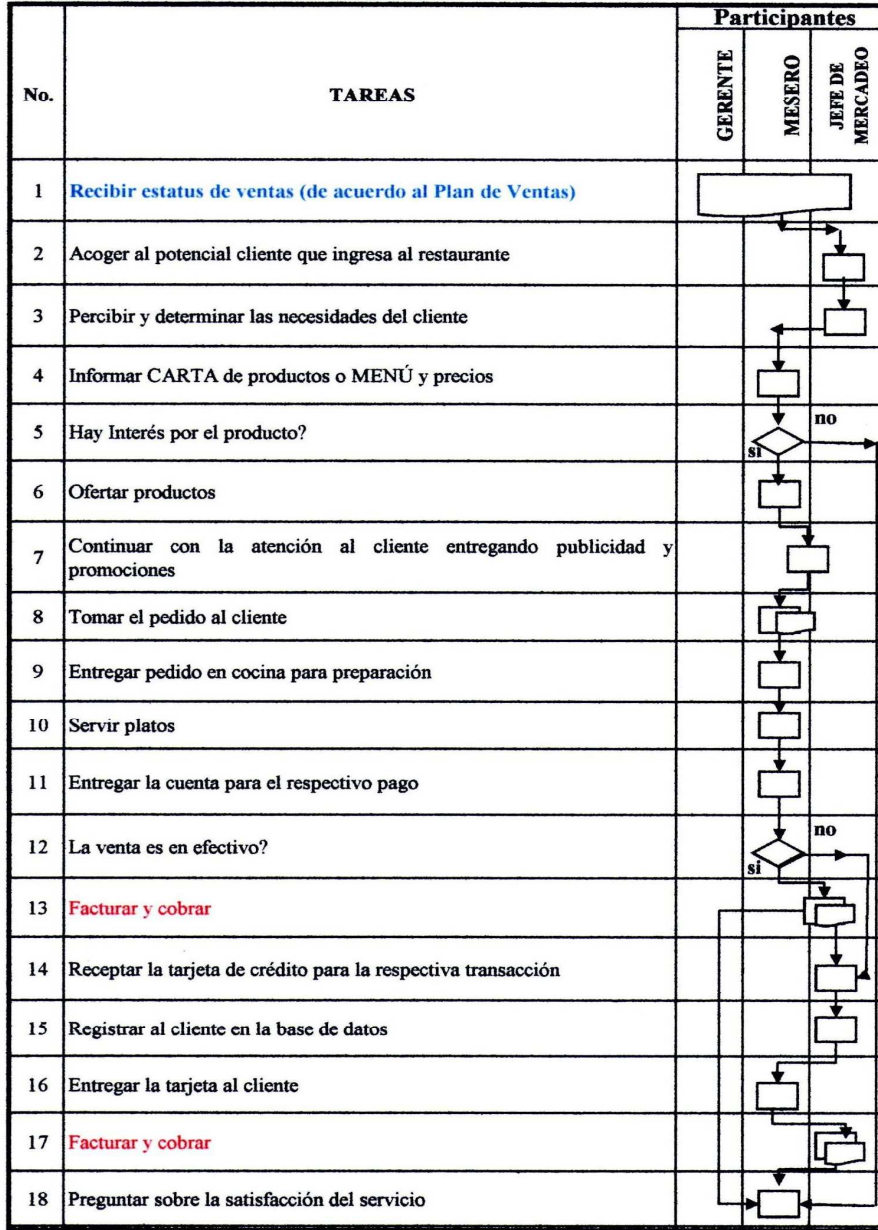 Participantes
No.
TAREAS
GERENTE
MESERO
JEFE DE
MERCADEO
1 Recibir estatus de ventas (de acuerdo al Plan de Ventas)
2 Acoger al potencial cliente que ingresa al restaurante
3 Percibir y determinar las necesidades del cliente
4 Informar CARTA de productos o MENÚ y precios
no
5 Hay Interés por el producto?
si
6 Ofertar productos
7 Continuar con la atención al cliente entregando publicidad y
promociones
8 Tomar el pedido al cliente
9 Entregar pedido en cocina para preparación
10 Servir platos
11 Entregar la cuenta para el respectivo pago
no
12 La venta es en efectivo?
si
13 Facturar y cobrar
14 Receptar la tarjeta de crédito para la respectiva transacción
15 Registrar al cliente en la base de datos
16 Entregar la tarjeta al cliente
17 Facturar y cobrar
18 Preguntar sobre la satisfacción del servicio